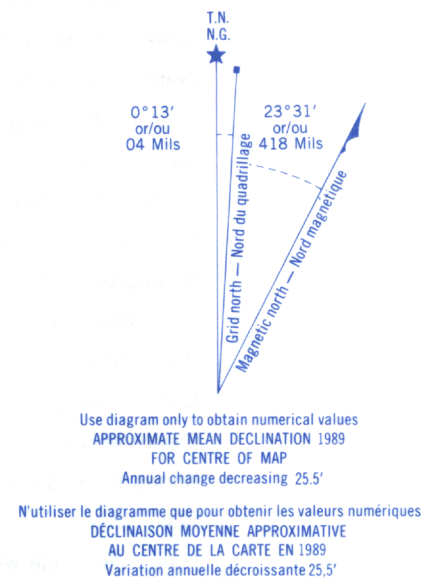 T.N.
N.G.
0°13′
or/ou
04 Mils
23°31′
or/ou
418 Mils
Grid north — Nord du quadrillage
Magnetic north — Nord magnétique
Use diagram only to obtain numerical values
APPROXIMATE MEAN DECLINATION 1989
FOR CENTRE OF MAP
Annual change decreasing 25.5′
N'utiliser le diagramme que pour obtenir les valeurs numériques
DÉCLINAISON MOYENNE APPROXIMATIVE
AU CENTRE DE LA CARTE EN 1989
Variation annuelle décroissante 25,5′